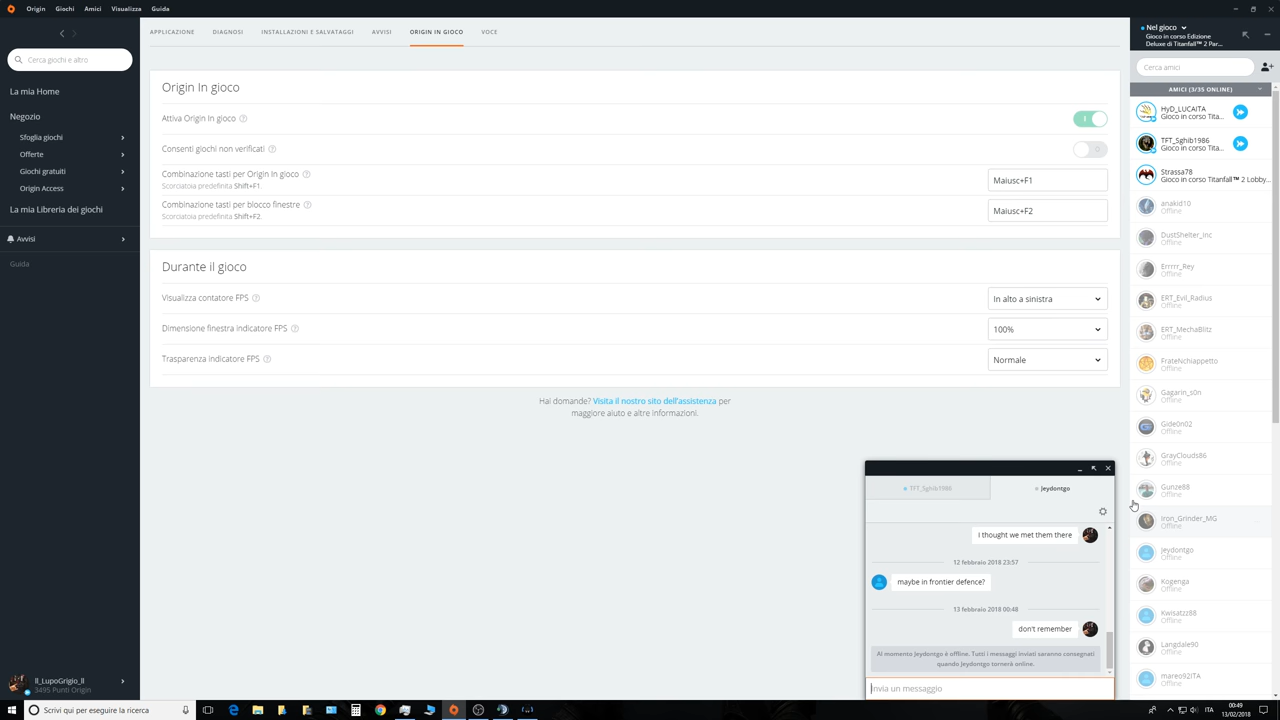 Origin Giochi Amici Visualizza Guida
Cerca giochi e altro
La mia Home
Negozio
Sfoglia giochi
Offerte
Giochi gratuiti
Origin Access
La mia Libreria dei giochi
Avvisi
Guida
ll_LupoGrigio_ll
3495 Punti Origin
APPLICAZIONE DIAGNOSI INSTALLAZIONI E SALVATAGGI AVVISI ORIGIN IN GIOCO VOCE
Origin In gioco
Attiva Origin In gioco
Consenti giochi non verificati
Combinazione tasti per Origin In gioco
Scorciatoia predefinita Shift+F1.
Maiusc+F1
Combinazione tasti per blocco finestre
Scorciatoia predefinita Shift+F2.
Maiusc+F2
Durante il gioco
Visualizza contatore FPS
In alto a sinistra
Dimensione finestra indicatore FPS
100%
Trasparenza indicatore FPS
Normale
Hai domande? Visita il nostro sito dell'assistenza per
maggiore aiuto e altre informazioni.
TFT_Sghib1986 Jeydontgo
I thought we met them there
12 febbraio 2018 23:57
maybe in frontier defence?
13 febbraio 2018 00:48
don't remember
Al momento Jeydontgo è offline. Tutti i messaggi inviati saranno consegnati
quando Jeydontgo tornerà online.
Invia un messaggio
Nel gioco
Gioco in corso Edizione
Deluxe di Titanfall™ 2 Par...
Cerca amici
AMICI (3/35 ONLINE)
HyD_LUCAITA
Gioco in corso Tita...
TFT_Sghib1986
Gioco in corso Tita...
Strassa78
Gioco in corso Titanfall™ 2 Lobby...
anakid10
Offline
DustShelter_Inc
Offline
Errrrr_Rey
Offline
ERT_Evil_Radius
Offline
ERT_MechaBlitz
Offline
FrateNchiappetto
Offline
Gagarin_s0n
Offline
Gide0n02
Offline
GrayClouds86
Offline
Gunze88
Offline
Iron_Grinder_MG
Offline
Jeydontgo
Offline
Kogenga
Offline
Kwisatzz88
Offline
Langdale90
Offline
mareo92ITA
Offline
Scrivi qui per eseguire la ricerca
ITA
00:49
13/02/2018